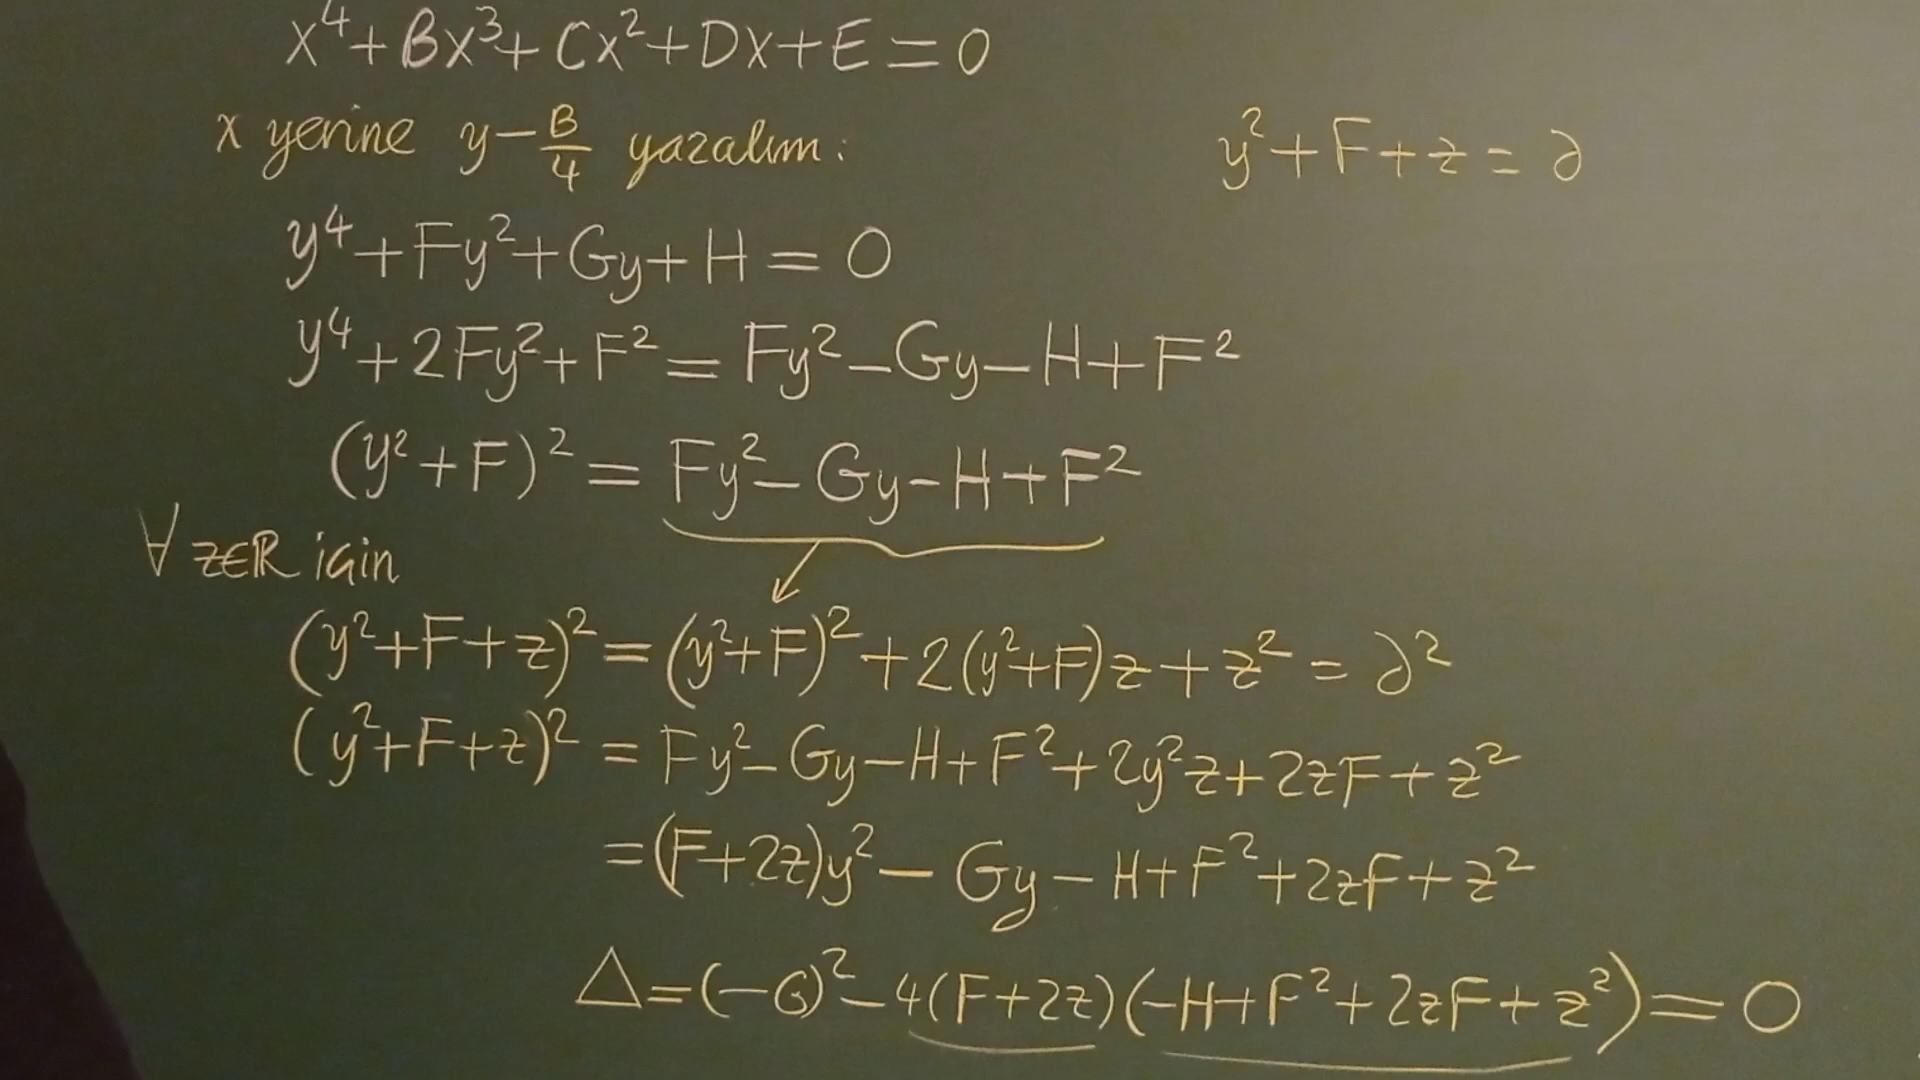 x⁴+Bx³+Cx²+Dx+E=0
x yerine y-B/4 yazalım:
y²+F+z=∂
y⁴+Fy²+Gy+H=0
y⁴+2Fy²+F²=Fy²-Gy-H+F²
(y²+F)²=Fy²-Gy-H+F²
∀ z∈ℝ için
(y²+F+z)²=(y²+F)²+2(y²+F)z+z²=∂²
(y²+F+z)²=Fy²-Gy-H+F²+2y²z+2zF+z²
=(F+2z)y²-Gy-H+F²+2zF+z²
△=(-G)²-4(F+2z)(-H+F²+2zF+z²)=0